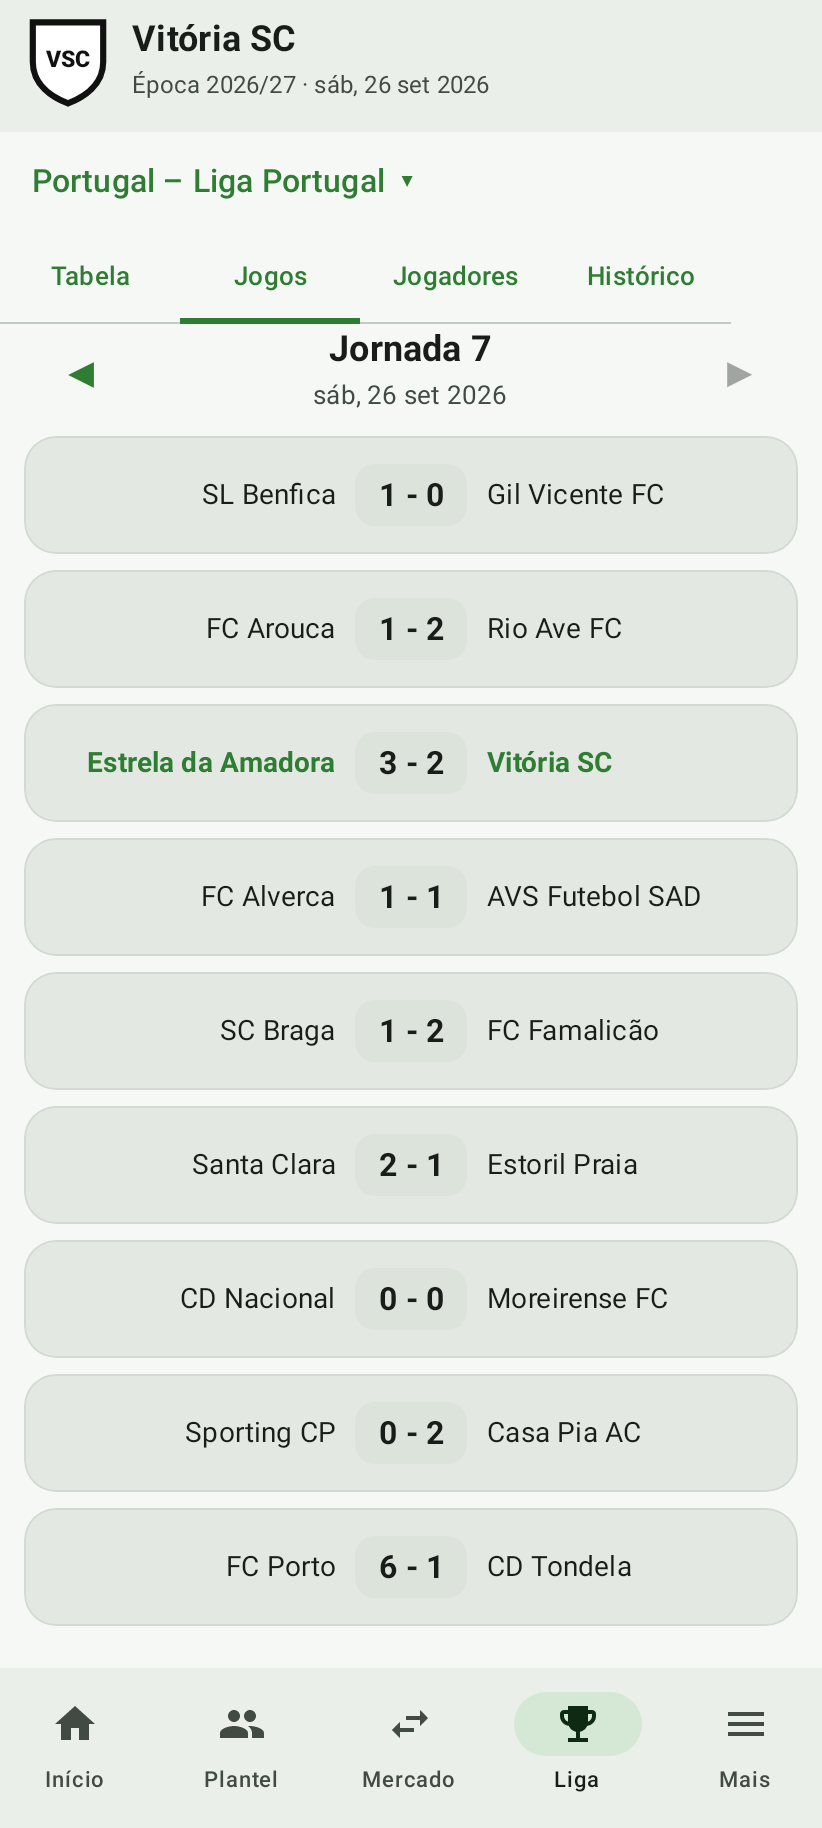 VSC
Vitória SC
Época 2026/27 · sáb, 26 set 2026
Portugal – Liga Portugal ▼
Tabela Jogos Jogadores Histórico
Jornada 7
◀ ▶
sáb, 26 set 2026
SL Benfica 1 - 0 Gil Vicente FC
FC Arouca 1 - 2 Rio Ave FC
Estrela da Amadora 3 - 2 Vitória SC
FC Alverca 1 - 1 AVS Futebol SAD
SC Braga 1 - 2 FC Famalicão
Santa Clara 2 - 1 Estoril Praia
CD Nacional 0 - 0 Moreirense FC
Sporting CP 0 - 2 Casa Pia AC
FC Porto 6 - 1 CD Tondela
Início Plantel Mercado Liga Mais